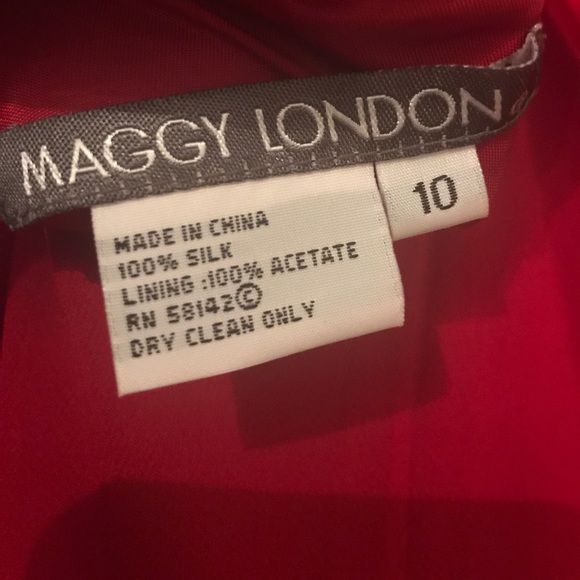 MAGGY LONDON
10
MADE IN CHINA
100% SILK
LINING :100% ACETATE
RN 58142©
DRY CLEAN ONLY